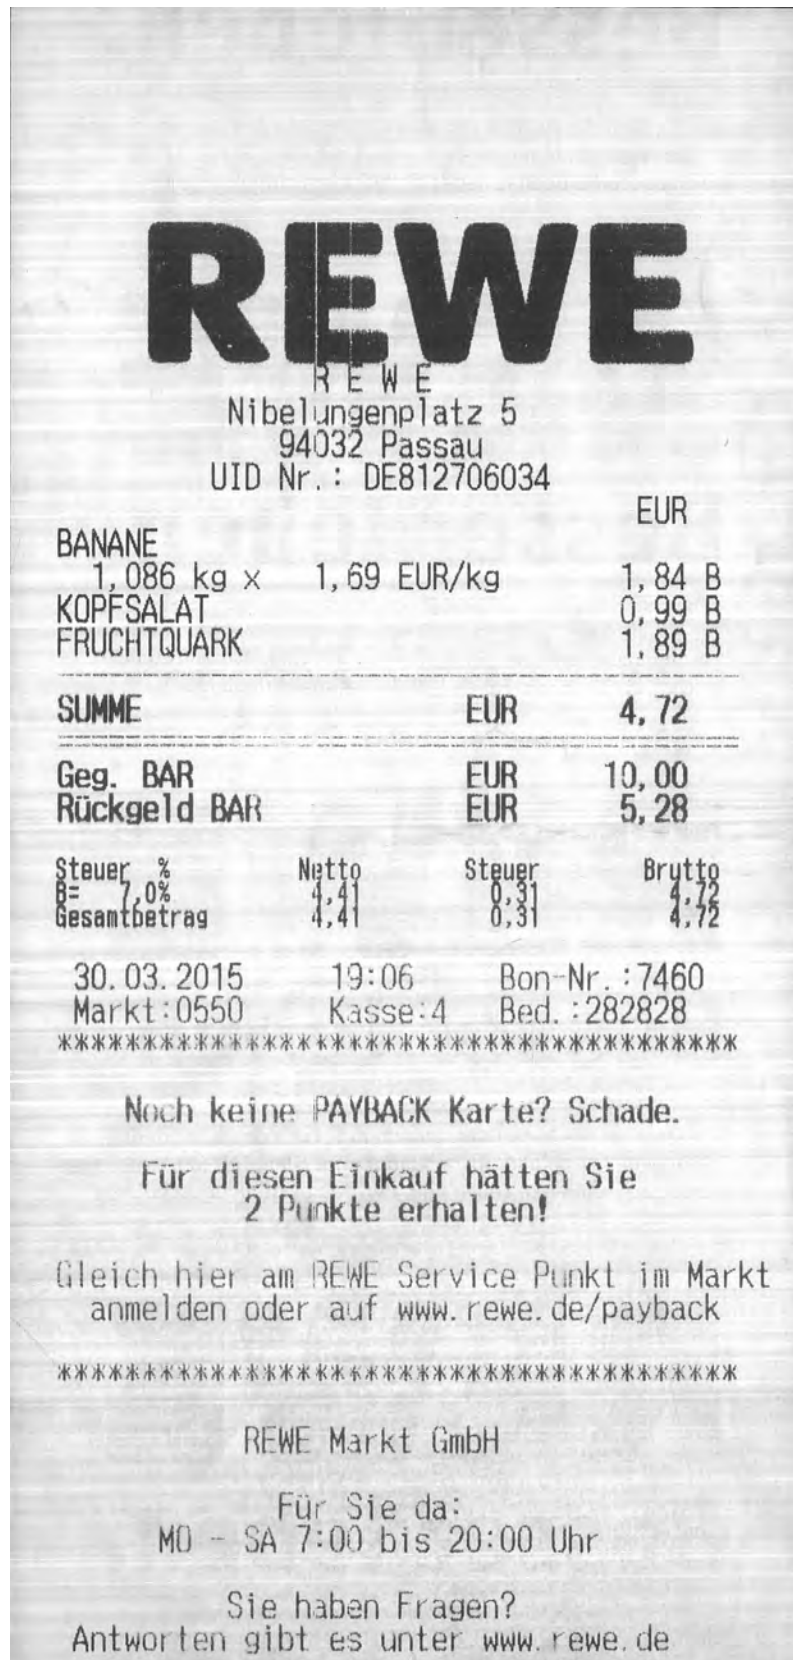 REWE
R E W E
Nibelungenplatz 5
94032 Passau
UID Nr.: DE812706034
EUR
BANANE
1,086 kg x 1,69 EUR/kg 1,84 B
KOPFSALAT 0,99 B
FRUCHTQUARK 1,89 B
SUMME EUR 4,72
Geg. BAR EUR 10,00
Rückgeld BAR EUR 5,28
Steuer % Netto Steuer Brutto
B= 7,0% 4,41 0,31 4,72
Gesamtbetrag 4,41 0,31 4,72
30.03.2015 19:06 Bon-Nr.:7460
Markt:0550 Kasse:4 Bed.:282828
****************************************
Noch keine PAYBACK Karte? Schade.
Für diesen Einkauf hätten Sie
2 Punkte erhalten!
Gleich hier am REWE Service Punkt im Markt
anmelden oder auf www.rewe.de/payback
****************************************
REWE Markt GmbH
Für Sie da:
MO - SA 7:00 bis 20:00 Uhr
Sie haben Fragen?
Antworten gibt es unter www.rewe.de